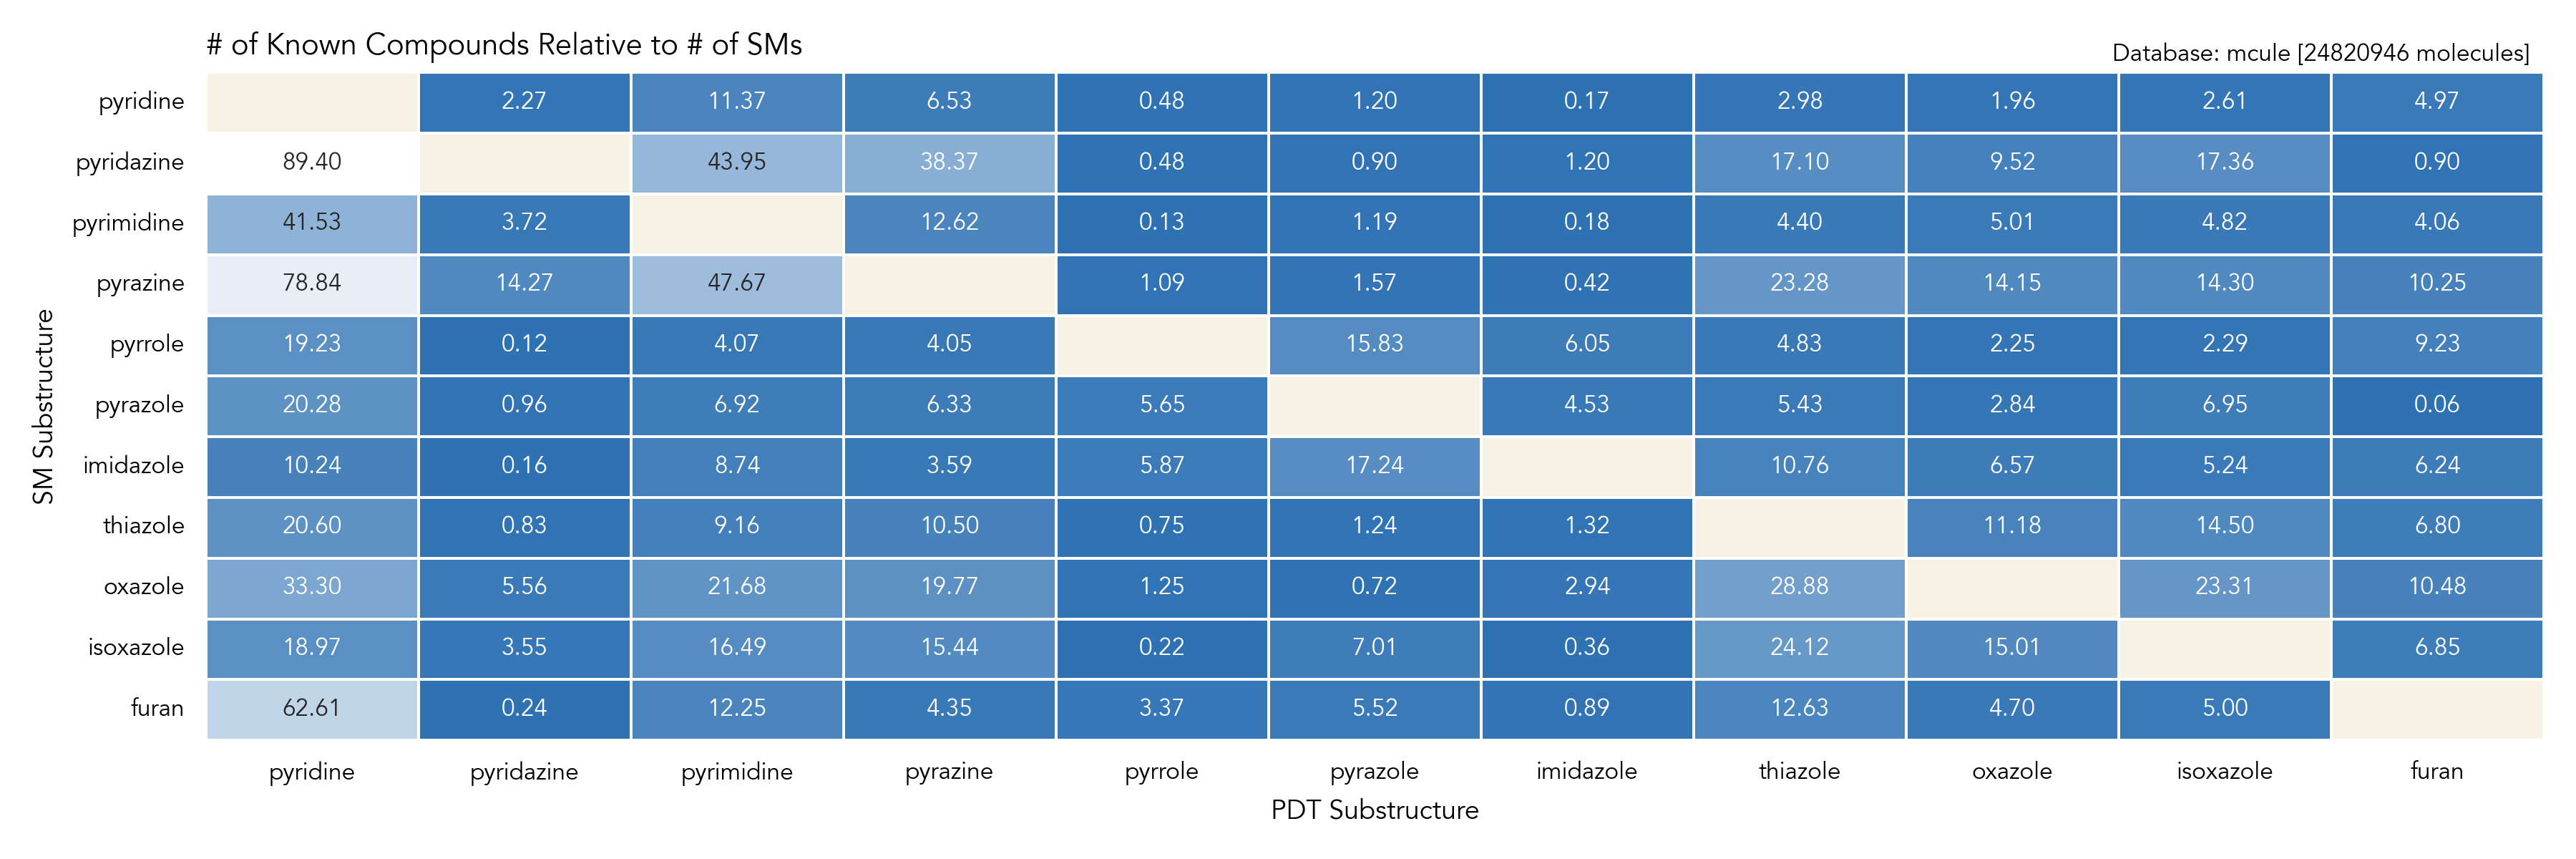 # of Known Compounds Relative to # of SMs
Database: mcule [24820946 molecules]
pyridine 2.27 11.37 6.53 0.48 1.20 0.17 2.98 1.96 2.61 4.97
pyridazine 89.40 43.95 38.37 0.48 0.90 1.20 17.10 9.52 17.36 0.90
pyrimidine 41.53 3.72 12.62 0.13 1.19 0.18 4.40 5.01 4.82 4.06
pyrazine 78.84 14.27 47.67 1.09 1.57 0.42 23.28 14.15 14.30 10.25
pyrrole 19.23 0.12 4.07 4.05 15.83 6.05 4.83 2.25 2.29 9.23
pyrazole 20.28 0.96 6.92 6.33 5.65 4.53 5.43 2.84 6.95 0.06
imidazole 10.24 0.16 8.74 3.59 5.87 17.24 10.76 6.57 5.24 6.24
thiazole 20.60 0.83 9.16 10.50 0.75 1.24 1.32 11.18 14.50 6.80
oxazole 33.30 5.56 21.68 19.77 1.25 0.72 2.94 28.88 23.31 10.48
isoxazole 18.97 3.55 16.49 15.44 0.22 7.01 0.36 24.12 15.01 6.85
furan 62.61 0.24 12.25 4.35 3.37 5.52 0.89 12.63 4.70 5.00
pyridine pyridazine pyrimidine pyrazine pyrrole pyrazole imidazole thiazole oxazole isoxazole furan
PDT Substructure
SM Substructure